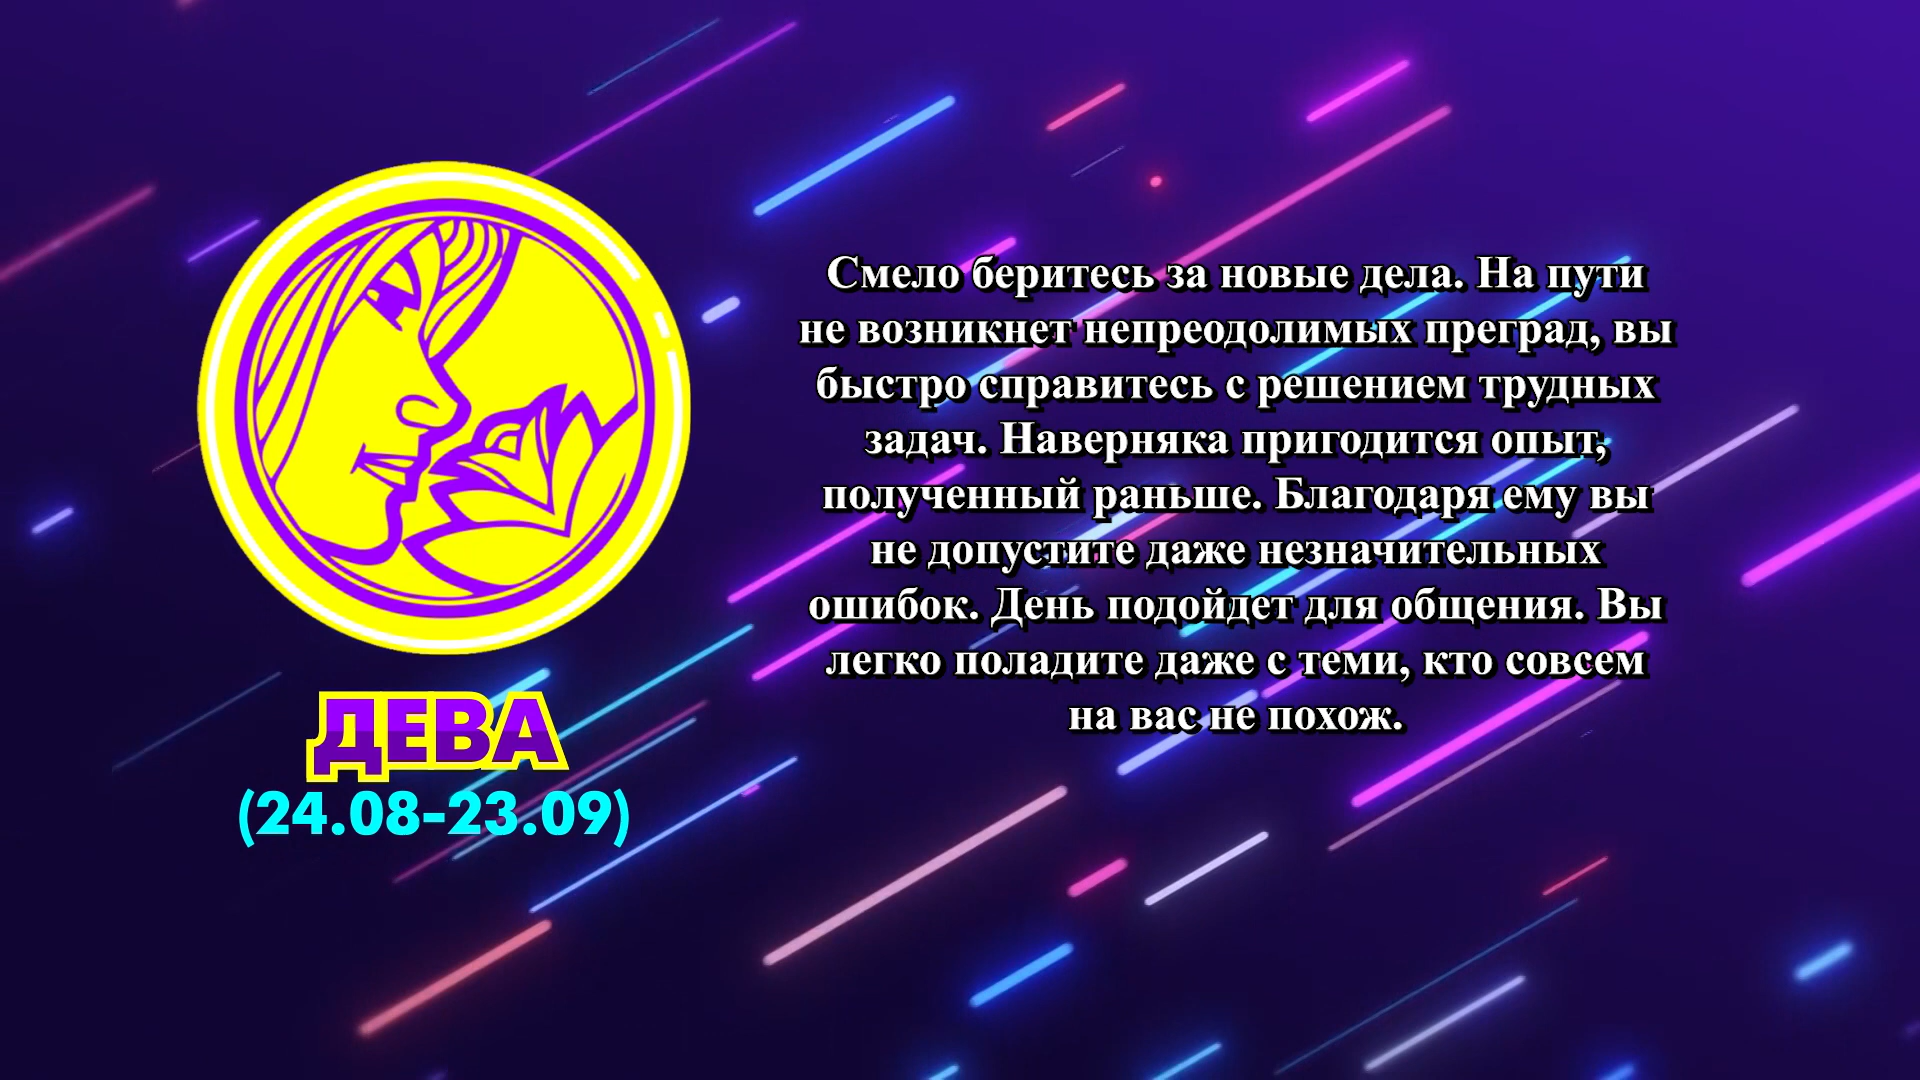 ДЕВА
(24.08-23.09)
Смело беритесь за новые дела. На пути
не возникнет непреодолимых преград, вы
быстро справитесь с решением трудных
задач. Наверняка пригодится опыт,
полученный раньше. Благодаря ему вы
не допустите даже незначительных
ошибок. День подойдет для общения. Вы
легко поладите даже с теми, кто совсем
на вас не похож.